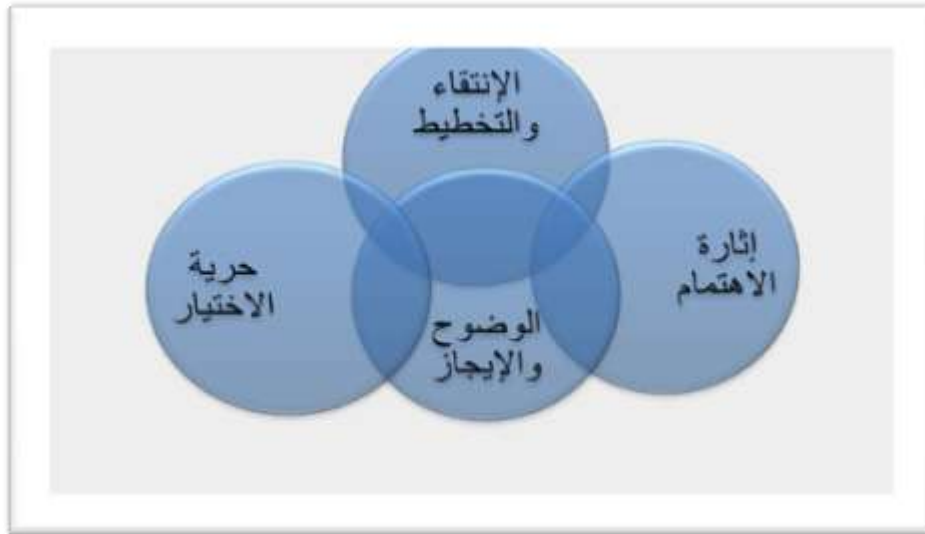 الإنتقاء
والتخطيط
إثارة
الاهتمام
الوضوح
والإيجاز
حرية
الاختيار